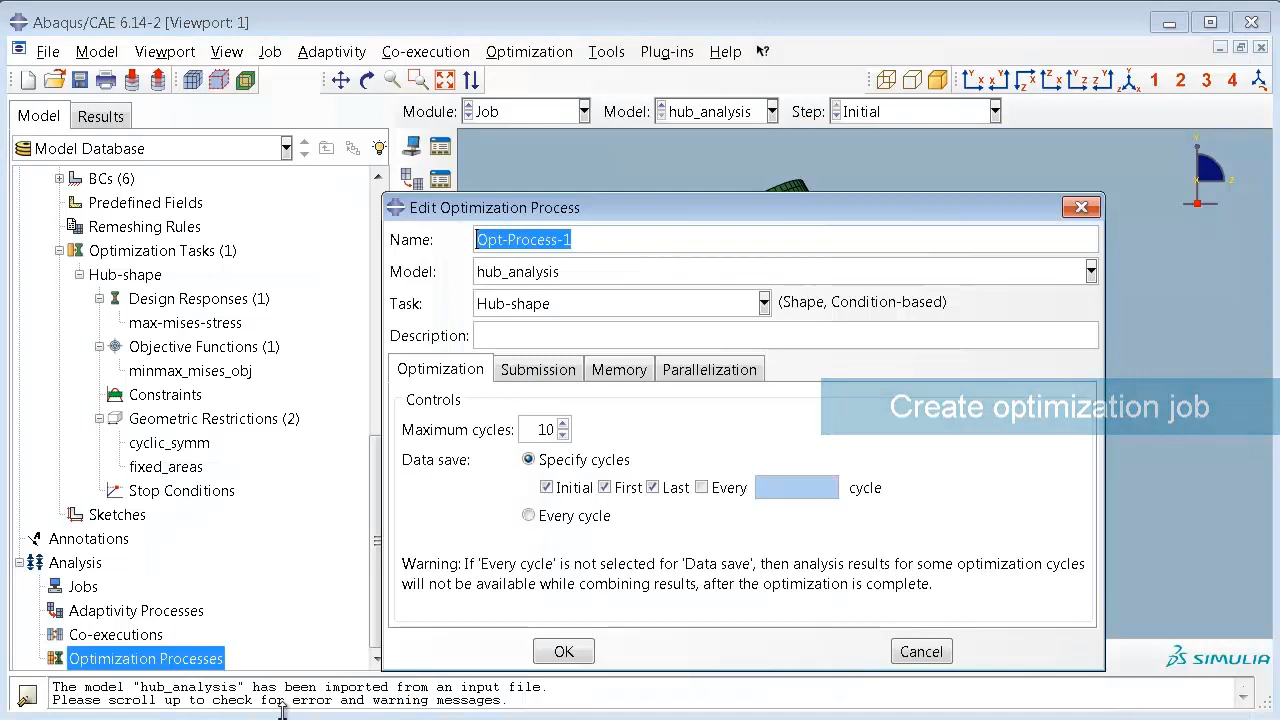 Abaqus/CAE 6.14-2 [Viewport: 1]
File Model Viewport View Job Adaptivity Co-execution Optimization Tools Plug-ins Help
1 2 3 4
Model Results
Module: Job Model: hub_analysis Step: Initial
Model Database
BCs (6)
Predefined Fields
Remeshing Rules
Optimization Tasks (1)
Hub-shape
Design Responses (1)
max-mises-stress
Objective Functions (1)
minmax_mises_obj
Constraints
Geometric Restrictions (2)
cyclic_symm
fixed_areas
Stop Conditions
Sketches
Annotations
Analysis
Jobs
Adaptivity Processes
Co-executions
Optimization Processes
Edit Optimization Process
Name: Opt-Process-1
Model: hub_analysis
Task: Hub-shape (Shape, Condition-based)
Description:
Optimization Submission Memory Parallelization
Controls
Maximum cycles: 10
Data save: Specify cycles
Initial First Last Every cycle
Every cycle
Warning: If 'Every cycle' is not selected for 'Data save', then analysis results for some optimization cycles
will not be available while combining results, after the optimization is complete.
OK Cancel
Create optimization job
SIMULIA
The model "hub_analysis" has been imported from an input file.
Please scroll up to check for error and warning messages.